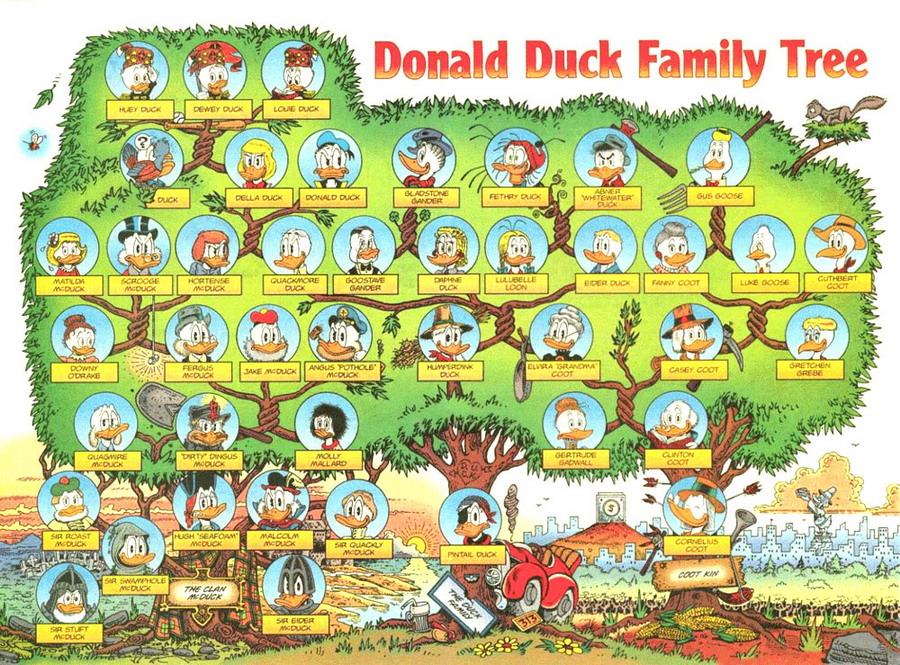 Donald Duck Family Tree
HUEY DUCK
DEWEY DUCK
LOUIE DUCK
?
DUCK
DELLA DUCK
DONALD DUCK
GLADSTONE
GANDER
FETHRY DUCK
ABNER
"WHITEWATER"
DUCK
GUS GOOSE
MATILDA
McDUCK
SCROOGE
McDUCK
HORTENSE
McDUCK
QUACKMORE
DUCK
GOOSTAVE
GANDER
DAPHNE
DUCK
LULUBELLE
LOON
EIDER DUCK
FANNY COOT
LUKE GOOSE
CUTHBERT
COOT
DOWNY
O'DRAKE
FERGUS
McDUCK
JAKE McDUCK
ANGUS "POTHOLE"
McDUCK
HUMPERDINK
DUCK
ELVIRA "GRANDMA"
COOT
CASEY COOT
GRETCHEN
GREBE
QUAGMIRE
McDUCK
"DIRTY" DINGUS
McDUCK
MOLLY
MALLARD
GERTRUDE
GADWALL
CLINTON
COOT
SIR ROAST
McDUCK
HUGH "SEAFOAM"
McDUCK
MALCOLM
McDUCK
SIR QUACKLY
McDUCK
PINTAIL DUCK
$
CORNELIUS
COOT
SIR SWAMPHOLE
McDUCK
THE CLAN
McDUCK
THE DUCK
FAMILY
COOT KIN
SIR STUFT
McDUCK
SIR EIDER
McDUCK
313